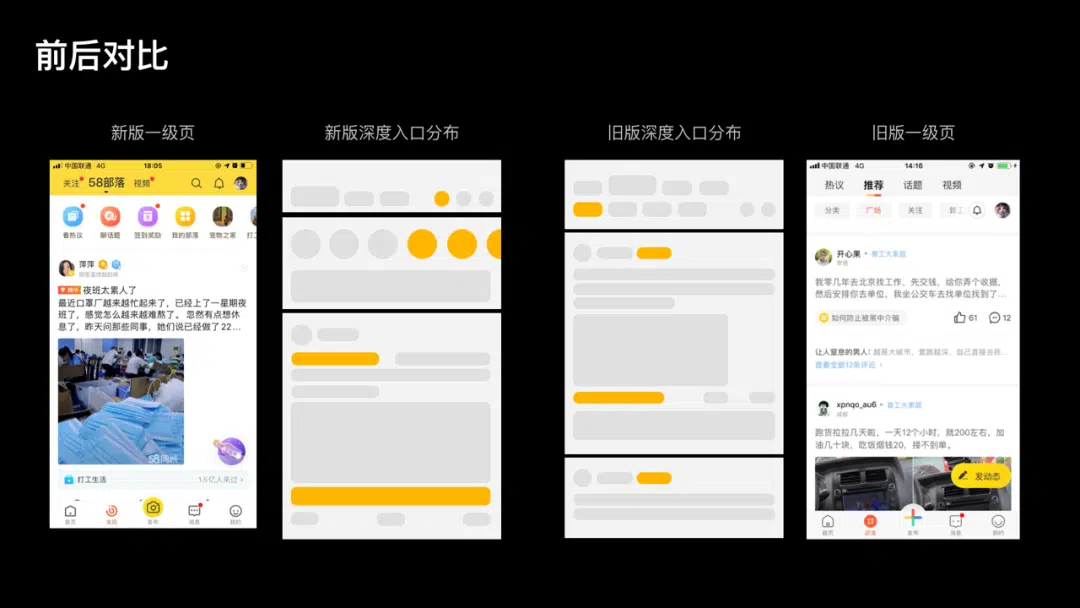 前后对比
新版一级页
新版深度入口分布
旧版深度入口分布
旧版一级页
中国联通 4G
18:05
关注 58部落 视频
看热议 聊话题 签到奖励 我的部落 宠物之家 打工
萍萍
精华 夜班太累人了
最近口罩厂越来越忙起来了，已经上了一星期夜
班了，感觉怎么越来越难熬了。 忽然有点想休
息了，昨天问那些同事，她们说已经做了 22...
58同城
打工生活
1.5亿人来过 >
首页 发布 消息 我的
中国联通 4G
14:16
热议 推荐 话题 视频
分类 广场 关注
开心果 • 普工大家庭
我零几年去北京找工作，先交钱，给你弄个收据，
然后安排你去单位，我坐公交车去找单位找到了...
如何防止被黑中介骗
61 12
让人窒息的男人：越是大城市、套路越深，自己直接去找...
查看全部12条评论 >
xpnqo_au6 • 普工大家庭
成都
跑货拉拉几天啦，一天12个小时，就200左右，加
油几十块，吃饭烟钱20，接不到单。
发动态
首页 部落 发布 消息 我的